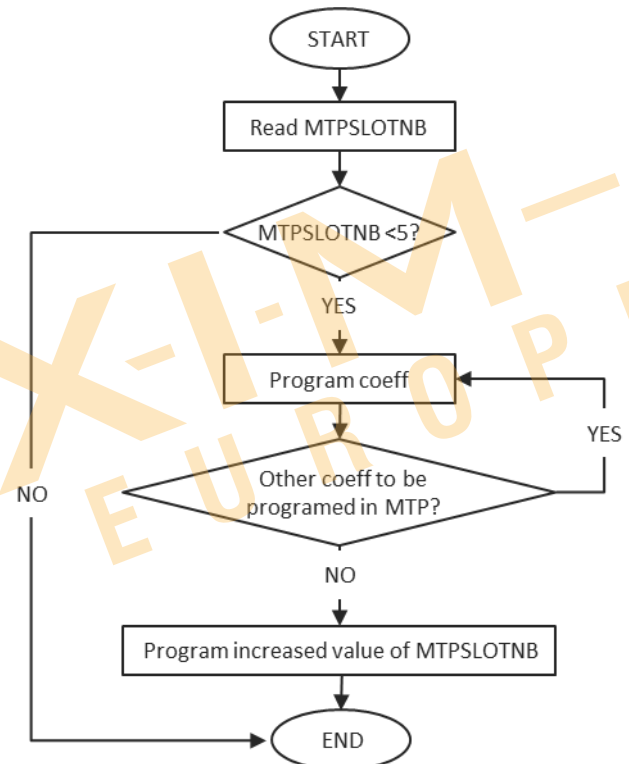 START
Read MTPSLOTNB
MTPSLOTNB <5?
YES
Program coeff
YES
Other coeff to be
programed in MTP?
NO
NO
Program increased value of MTPSLOTNB
END
X-I-M-
EUROP